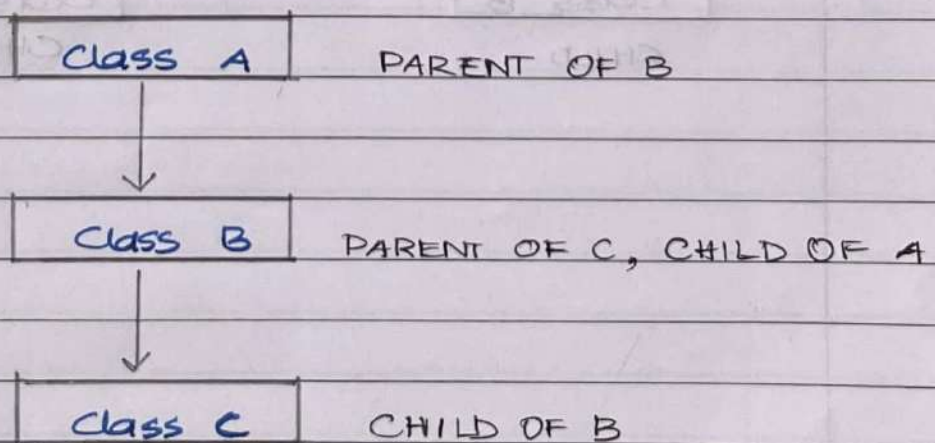 Class A PARENT OF B
Class B PARENT OF C, CHILD OF A
Class C CHILD OF B